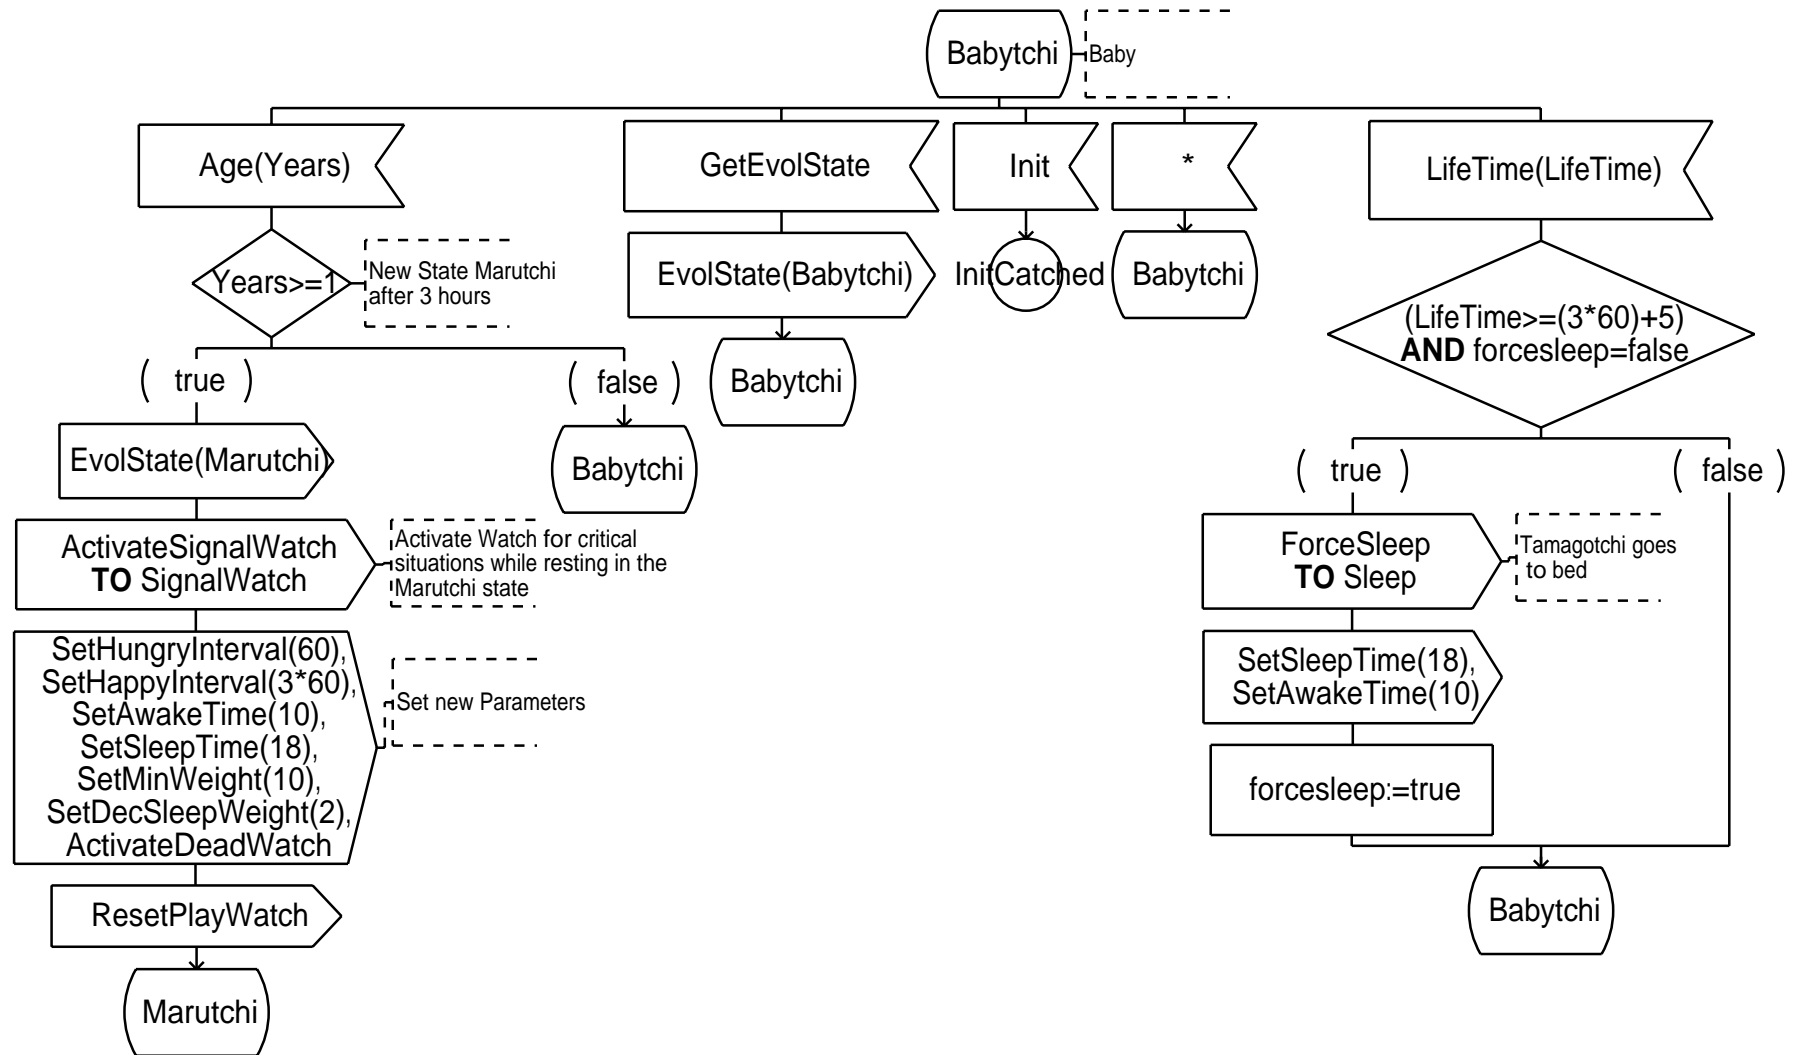 Babytchi
Baby
Age(Years)
GetEvolState
Init
*
LifeTime(LifeTime)
Years>=1
New State Marutchi
after 3 hours
EvolState(Babytchi)
InitCatched
Babytchi
(LifeTime>=(3*60)+5)
AND forcesleep=false
( true )
( false )
Babytchi
EvolState(Marutchi)
Babytchi
( true )
( false )
ActivateSignalWatch
TO SignalWatch
Activate Watch for critical
situations while resting in the
Marutchi state
ForceSleep
TO Sleep
Tamagotchi goes
to bed
SetHungryInterval(60),
SetHappyInterval(3*60),
SetAwakeTime(10),
SetSleepTime(18),
SetMinWeight(10),
SetDecSleepWeight(2),
ActivateDeadWatch
Set new Parameters
SetSleepTime(18),
SetAwakeTime(10)
forcesleep:=true
ResetPlayWatch
Babytchi
Marutchi